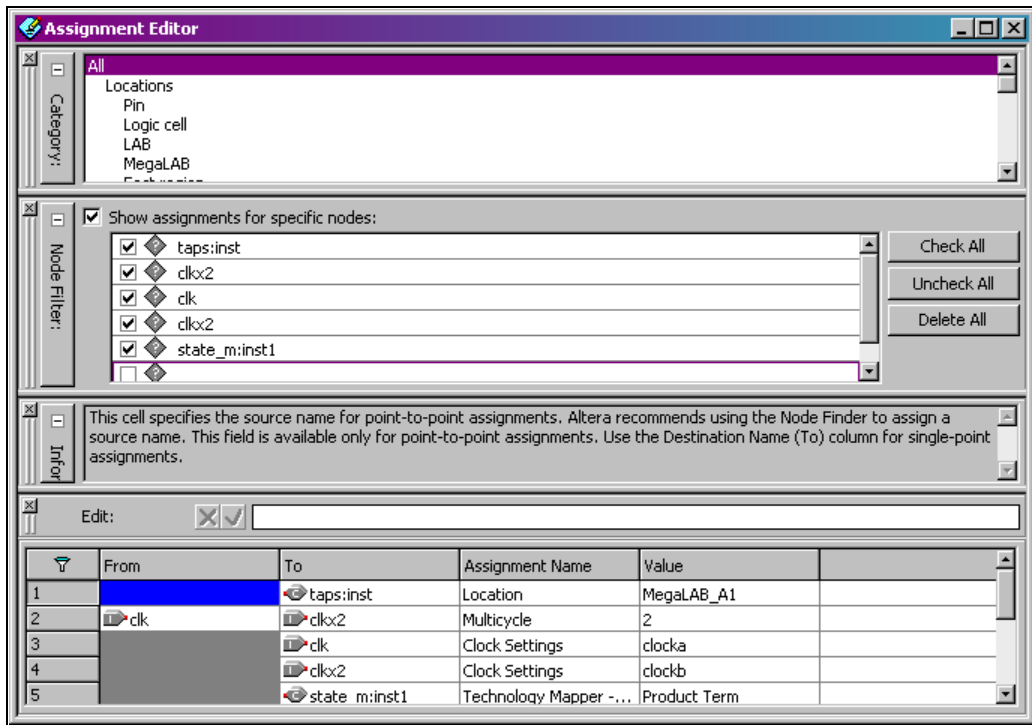 Assignment Editor
Category:
All
Locations
Pin
Logic cell
LAB
MegaLAB
Node Filter:
Show assignments for specific nodes:
taps:inst
clkx2
clk
clkx2
state_m:inst1
Check All
Uncheck All
Delete All
Infor
This cell specifies the source name for point-to-point assignments. Altera recommends using the Node Finder to assign a
source name. This field is available only for point-to-point assignments. Use the Destination Name (To) column for single-point
assignments.
Edit:
From To Assignment Name Value
1 taps:inst Location MegaLAB_A1
2 clk clkx2 Multicycle 2
3 clk Clock Settings clocka
4 clkx2 Clock Settings clockb
5 state_m:inst1 Technology Mapper -... Product Term